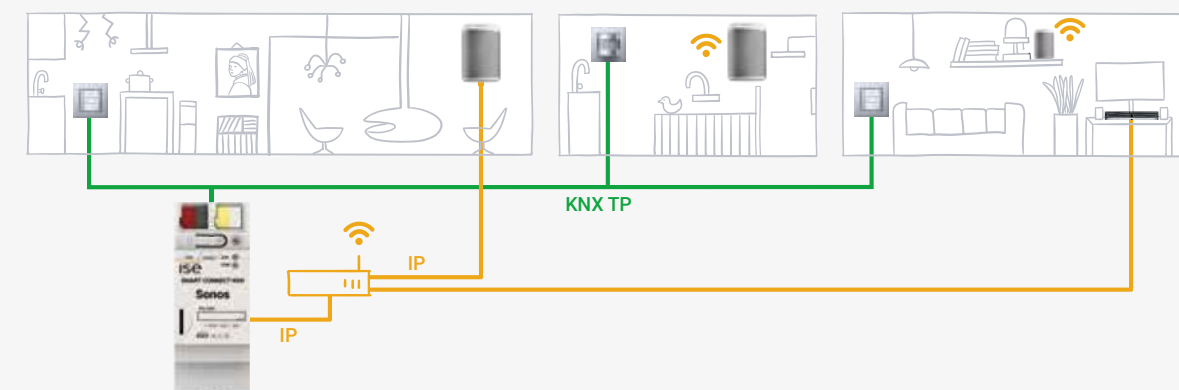 KNX TP
IP
ise
SMART CONNECT KNX
Sonos
IP